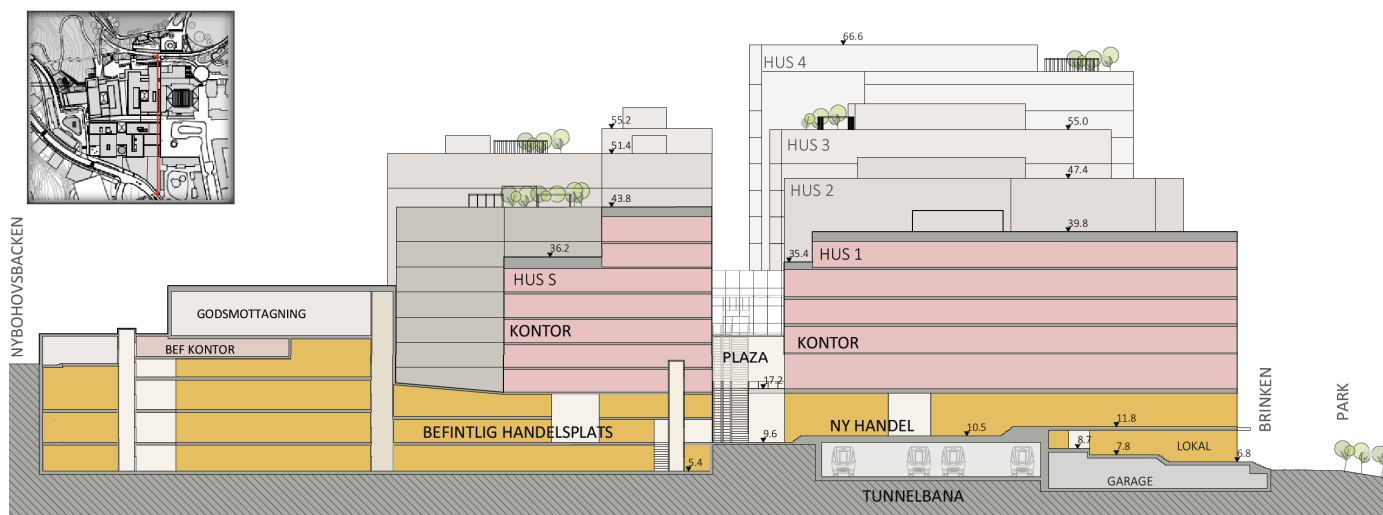 66.6
HUS 4
55.2
55.0
51.4
HUS 3
47.4
HUS 2
43.8
39.8
36.2
35.4
HUS 1
HUS S
NYBOHOVSBACKEN
GODSMOTTAGNING
KONTOR
KONTOR
BEF KONTOR
PLAZA
17.2
BRINKEN
PARK
11.8
NY HANDEL
BEFINTLIG HANDELSPLATS
9.6
10.5
8.7
7.8
LOKAL
5.4
6.8
GARAGE
TUNNELBANA